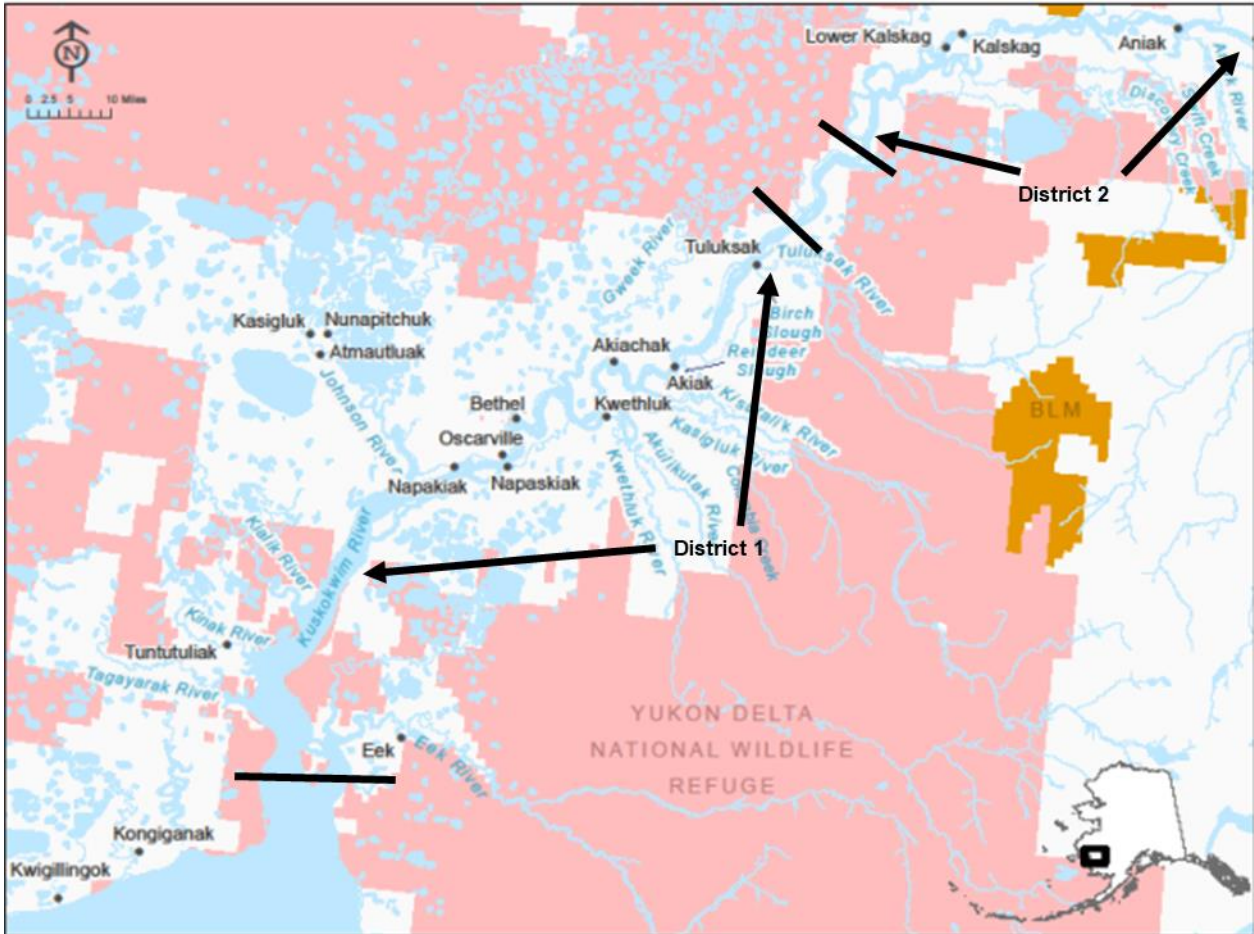 N
0 2.5 5 10 Miles
Lower Kalskag
Kalskag
Aniak
Aniak River
Swift Creek
Discovery Creek
District 2
Tuluksak
Tuluksak River
Gweek River
Birch
Slough
Reindeer
Slough
Kasigluk
Nunapitchuk
Atmautluak
Akiachak
Akiak
Johnson River
Bethel
Kwethluk
Kisaralik River
Kasigluk River
Oscarville
Akulikutak River
Napakiak
Napaskiak
Kwethluk River
Columbia Creek
BLM
District 1
Kialik River
Kuskokwim River
Kinak River
Tuntutuliak
Tagayarak River
Eek
Eek River
YUKON DELTA
NATIONAL WILDLIFE
REFUGE
Kongiganak
Kwigillingok